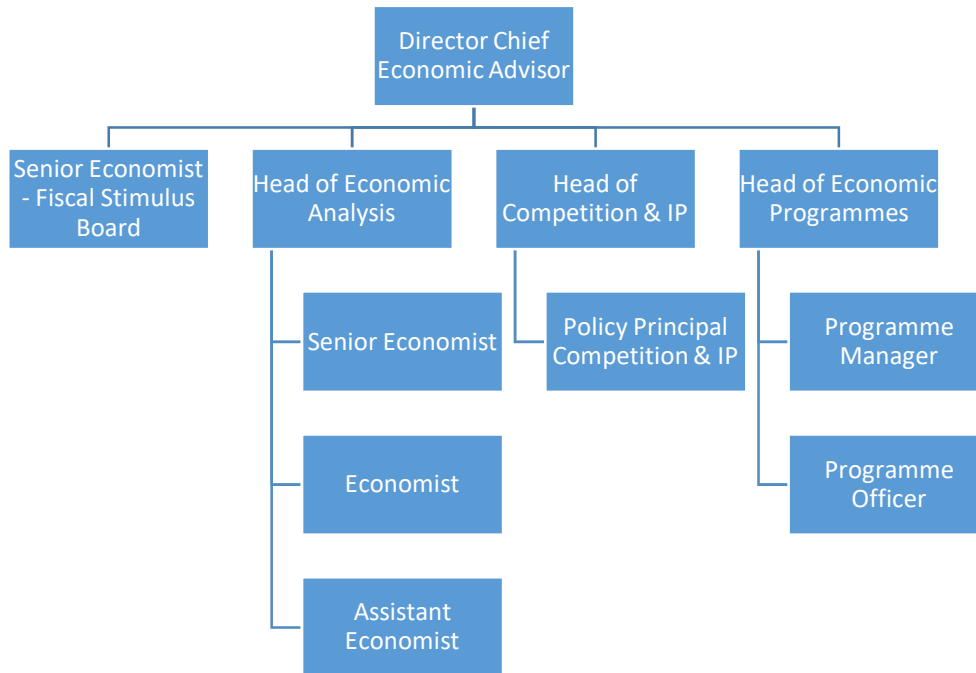 Director Chief
Economic Advisor
Senior Economist
- Fiscal Stimulus
Board
Head of Economic
Analysis
Head of
Competition & IP
Head of Economic
Programmes
Senior Economist
Policy Principal
Competition & IP
Programme
Manager
Economist
Programme
Officer
Assistant
Economist